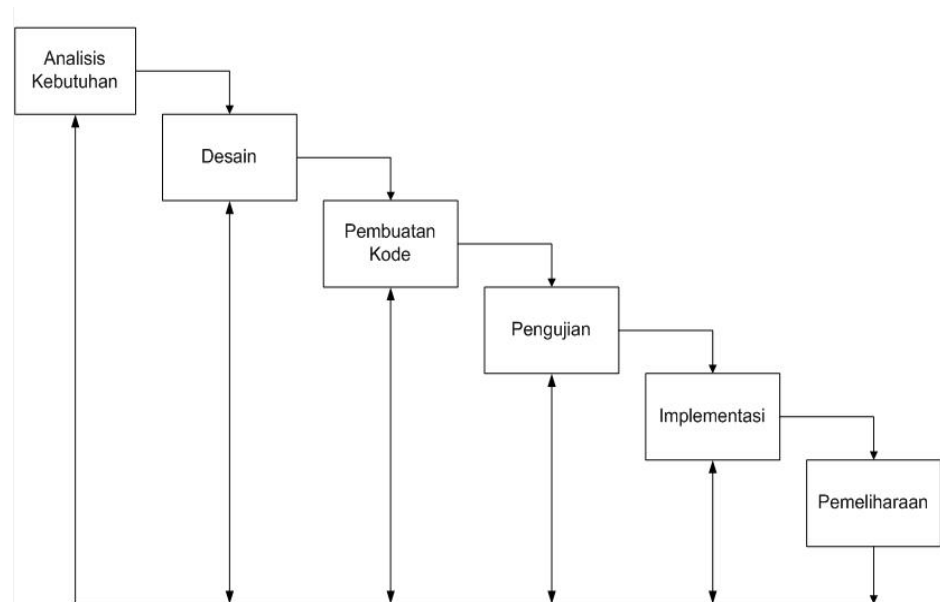 Analisis
Kebutuhan
Desain
Pembuatan
Kode
Pengujian
Implementasi
Pemeliharaan